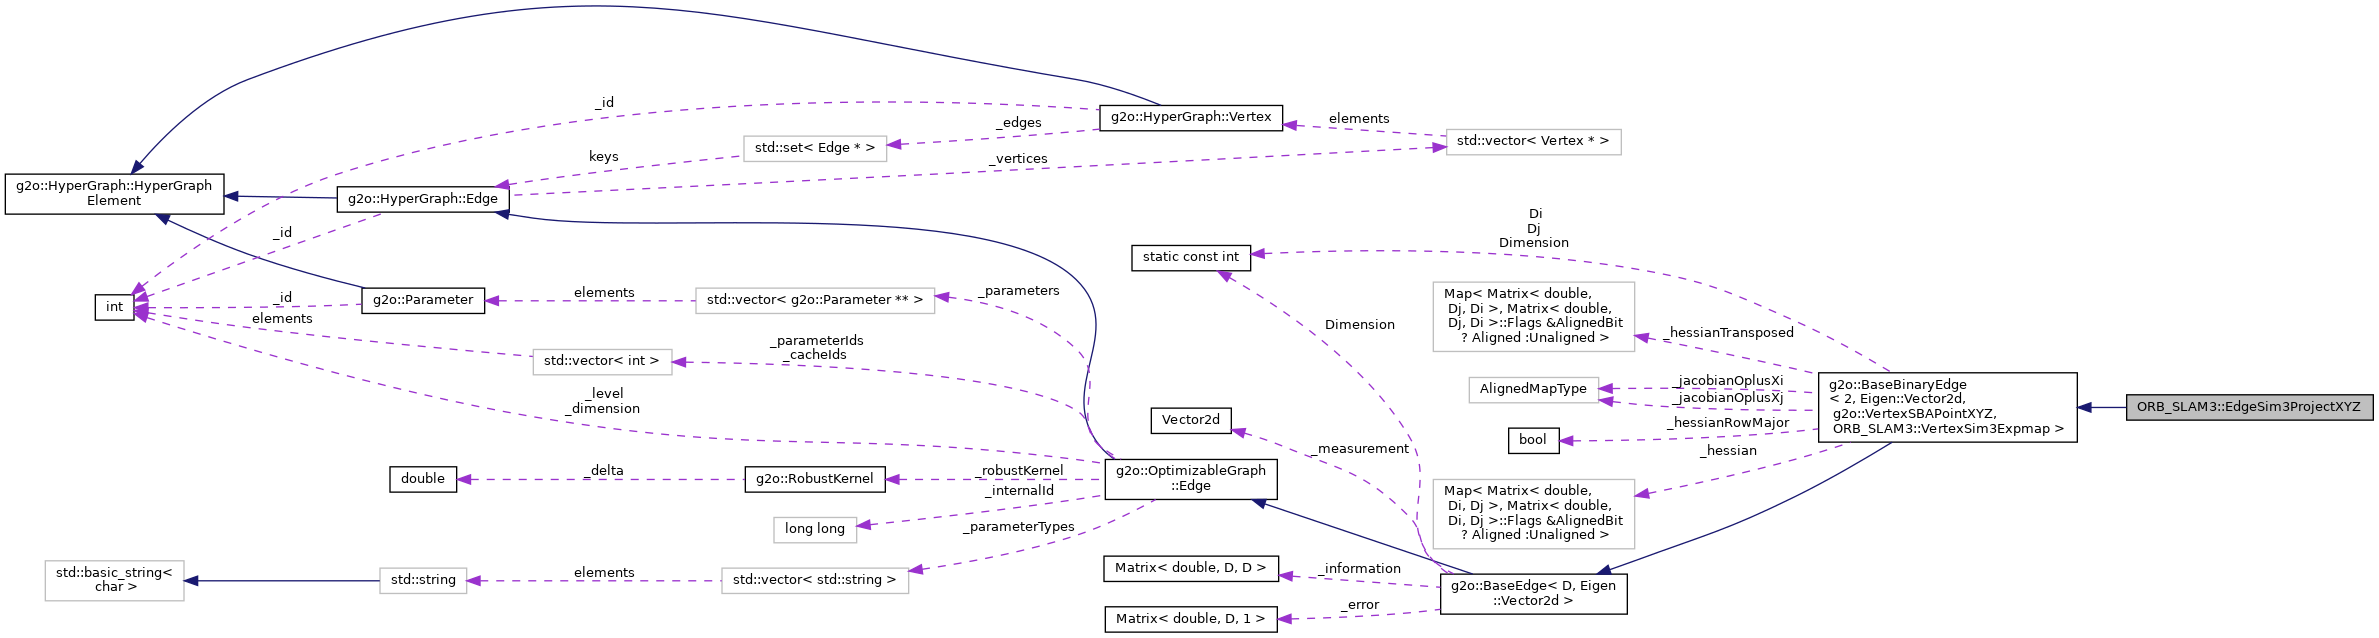 _id
g2o::HyperGraph::Vertex
_edges
elements
std::vector< Vertex * >
std::set< Edge * >
keys
_vertices
g2o::HyperGraph::HyperGraph
Element
g2o::HyperGraph::Edge
_id
Di
Dj
Dimension
static const int
int
_id
g2o::Parameter
elements
std::vector< g2o::Parameter ** >
_parameters
elements
std::vector< int >
_parameterIds
_cacheIds
Dimension
Map< Matrix< double,
Dj, Di >, Matrix< double,
Dj, Di >::Flags &AlignedBit
? Aligned :Unaligned >
_hessianTransposed
AlignedMapType
_jacobianOplusXi
_jacobianOplusXj
g2o::BaseBinaryEdge
< 2, Eigen::Vector2d,
g2o::VertexSBAPointXYZ,
ORB_SLAM3::VertexSim3Expmap >
ORB_SLAM3::EdgeSim3ProjectXYZ
_level
_dimension
Vector2d
_measurement
bool
_hessianRowMajor
_hessian
double
_delta
g2o::RobustKernel
_robustKernel
g2o::OptimizableGraph
::Edge
_internalId
long long
_parameterTypes
Map< Matrix< double,
Di, Dj >, Matrix< double,
Di, Dj >::Flags &AlignedBit
? Aligned :Unaligned >
std::basic_string<
char >
std::string
elements
std::vector< std::string >
Matrix< double, D, D >
_information
g2o::BaseEdge< D, Eigen
::Vector2d >
Matrix< double, D, 1 >
_error